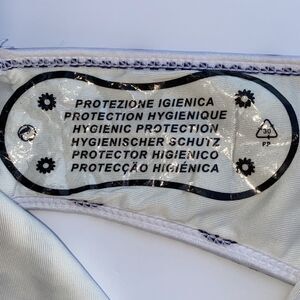 PROTEZIONE IGIENICA
PROTECTION HYGIENIQUE
HYGIENIC PROTECTION
HYGIENISCHER SCHUTZ
PROTECTOR HIGIENICO
PROTECÇÃO HIGIÉNICA
PP